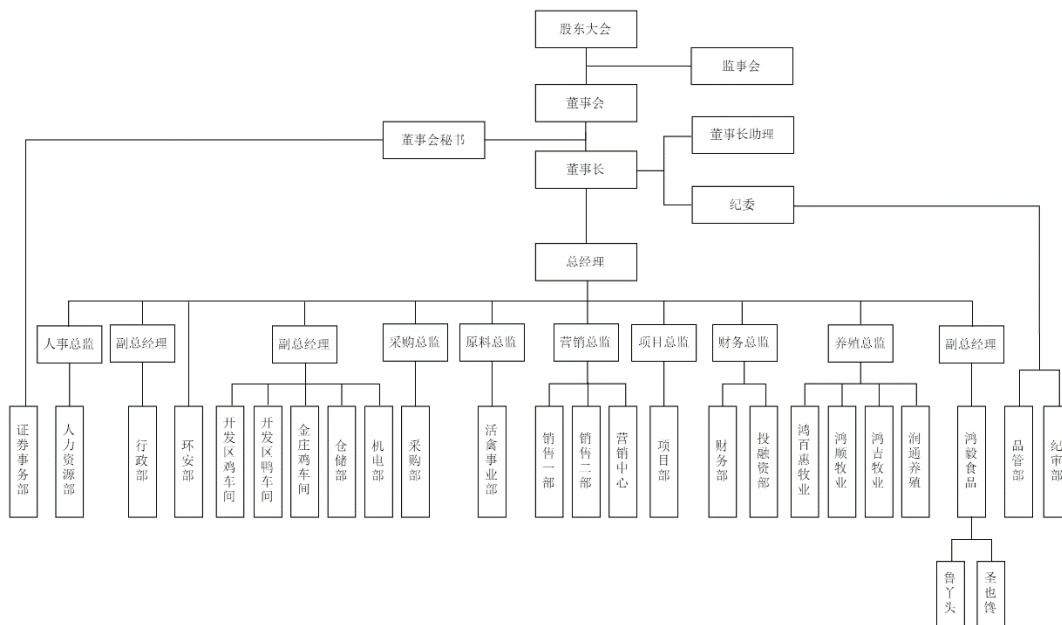 股东大会
监事会
董事会
董事会秘书
董事长助理
董事长
纪委
总经理
人事总监
副总经理
副总经理
采购总监
原料总监
营销总监
项目总监
财务总监
养殖总监
副总经理
证券事务部
人力资源部
行政部
环安部
开发区鸡车间
开发区鸭车间
金庄鸡车间
仓储部
机电部
采购部
活禽事业部
销售一部
销售二部
营销中心
项目部
财务部
投融资部
鸿百惠牧业
鸿顺牧业
鸿吉牧业
润通养殖
鸿毅食品
品管部
纪审部
鲁丫头
圣也馋